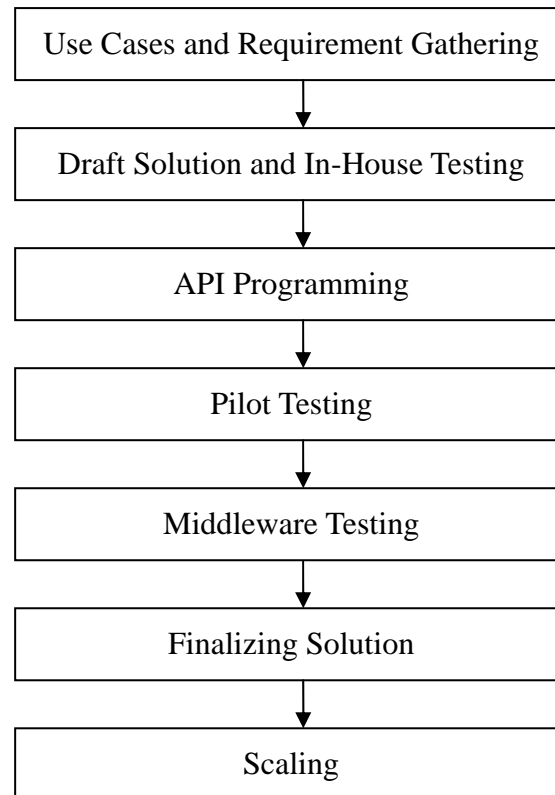 Use Cases and Requirement Gathering
Draft Solution and In-House Testing
API Programming
Pilot Testing
Middleware Testing
Finalizing Solution
Scaling